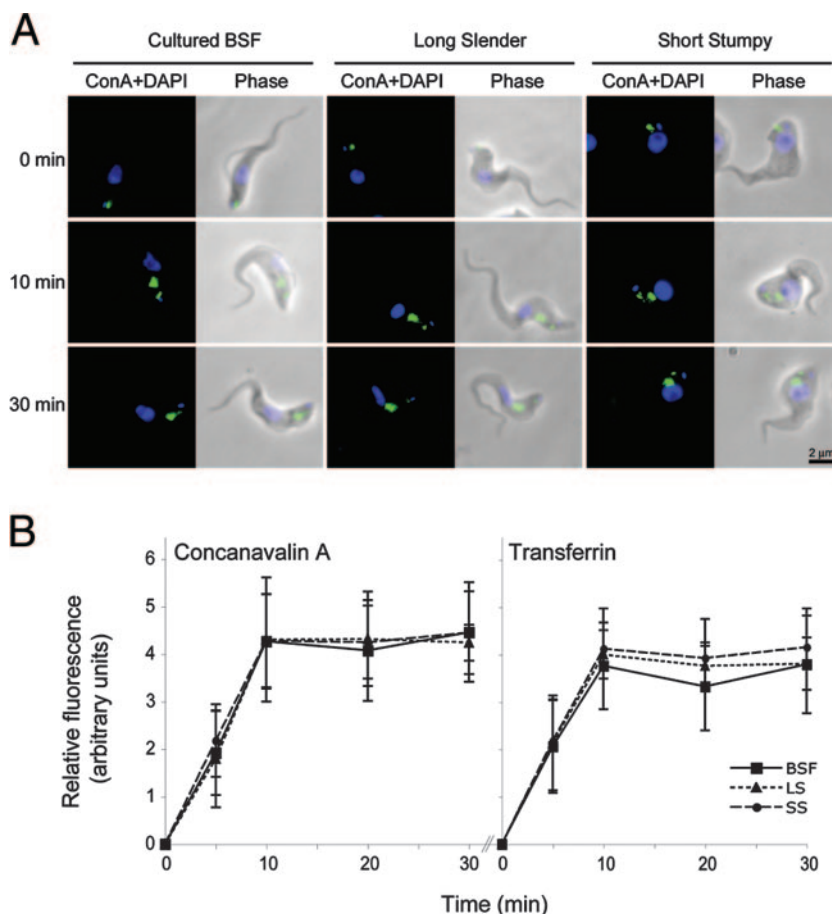 A
Cultured BSF Long Slender Short Stumpy
ConA+DAPI Phase ConA+DAPI Phase ConA+DAPI Phase
0 min
10 min
30 min
2 μm
B
Concanavalin A Transferrin
Relative fluorescence
(arbitrary units)
6
5
4
3
2
1
0
BSF
LS
SS
0 10 20 30 0 10 20 30
Time (min)